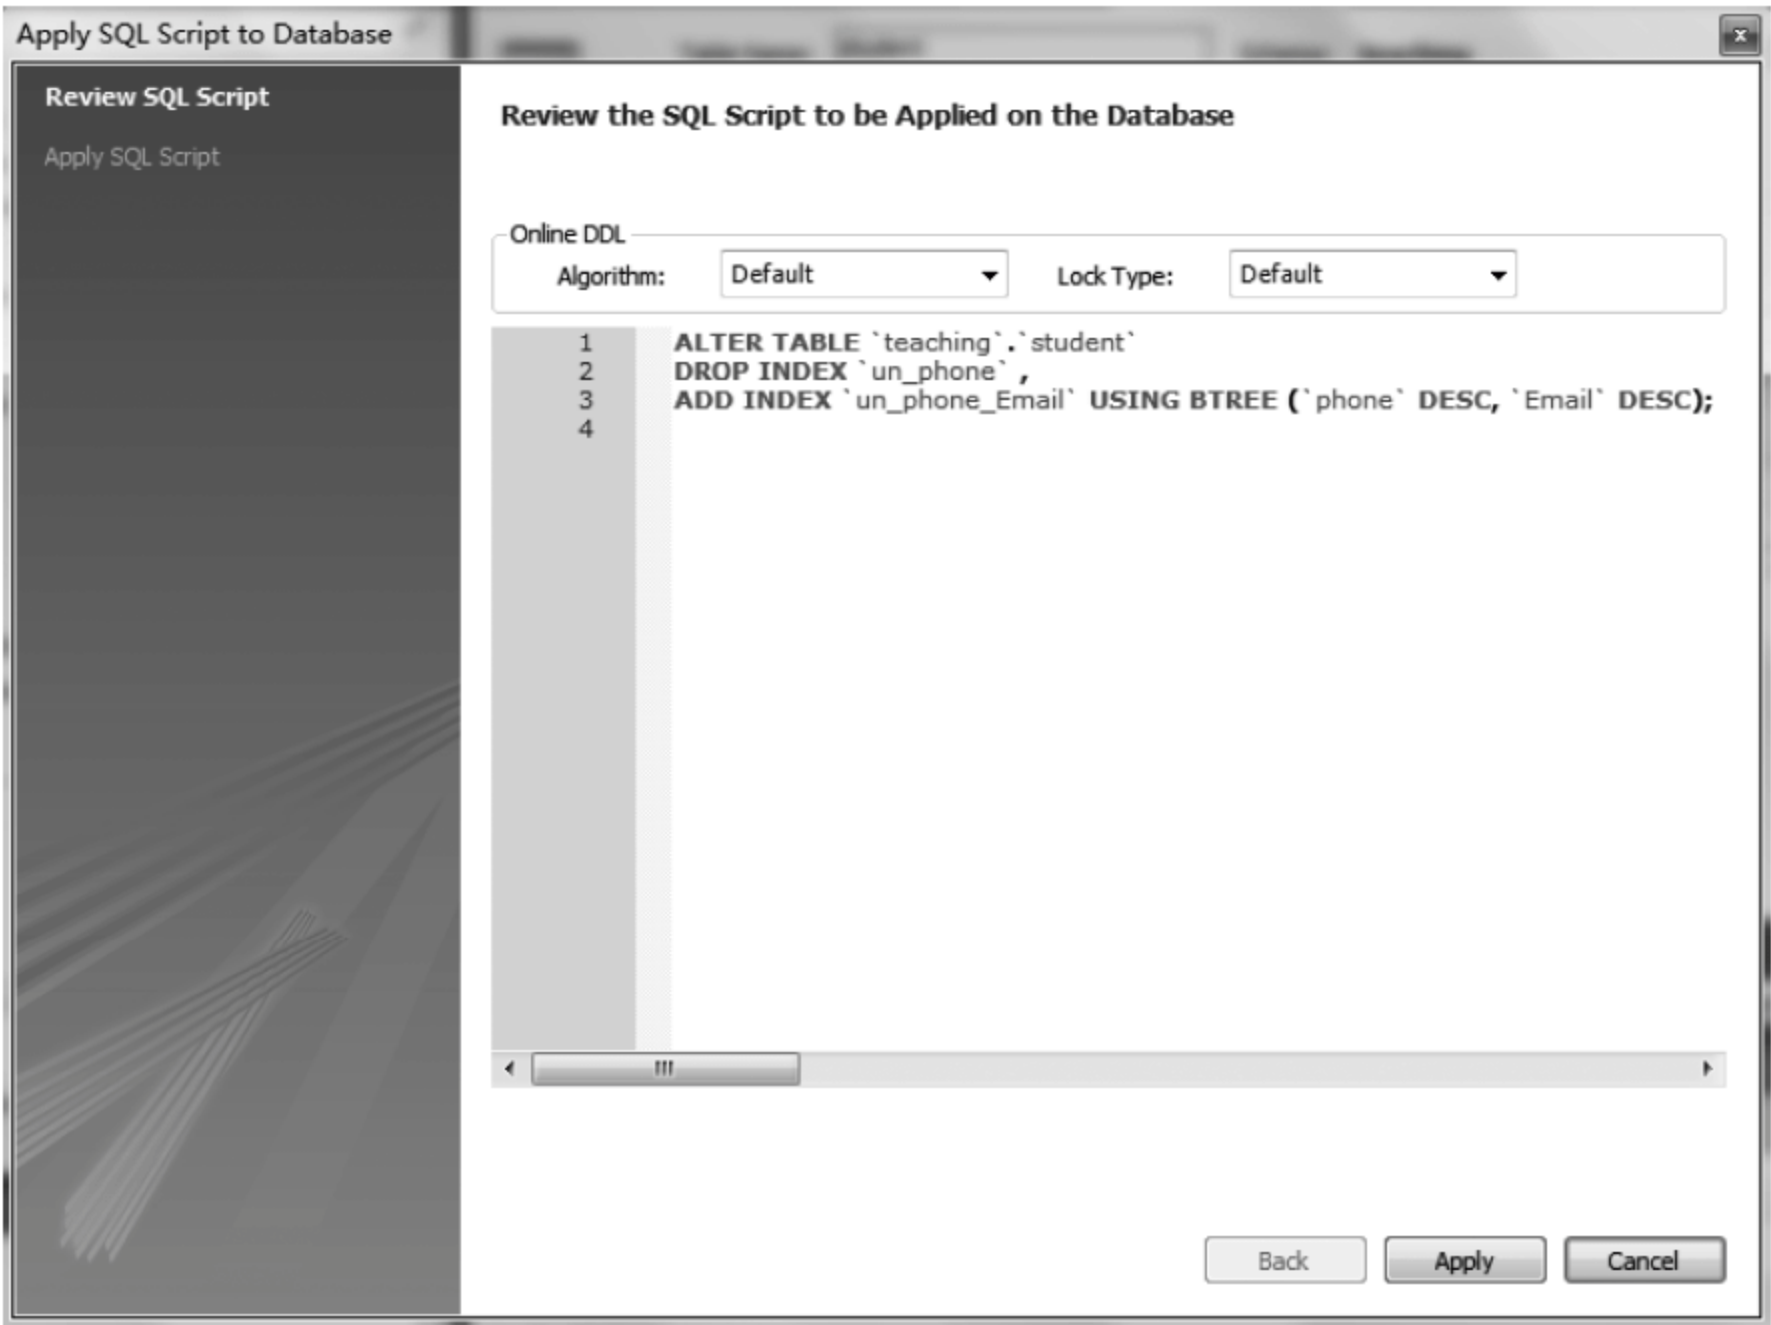 Apply SQL Script to Database
Review SQL Script
Apply SQL Script
Review the SQL Script to be Applied on the Database
Online DDL
Algorithm: Default Lock Type: Default
1 ALTER TABLE `teaching`.`student`
2 DROP INDEX `un_phone` ,
3 ADD INDEX `un_phone_Email` USING BTREE (`phone` DESC, `Email` DESC);
4
Back Apply Cancel